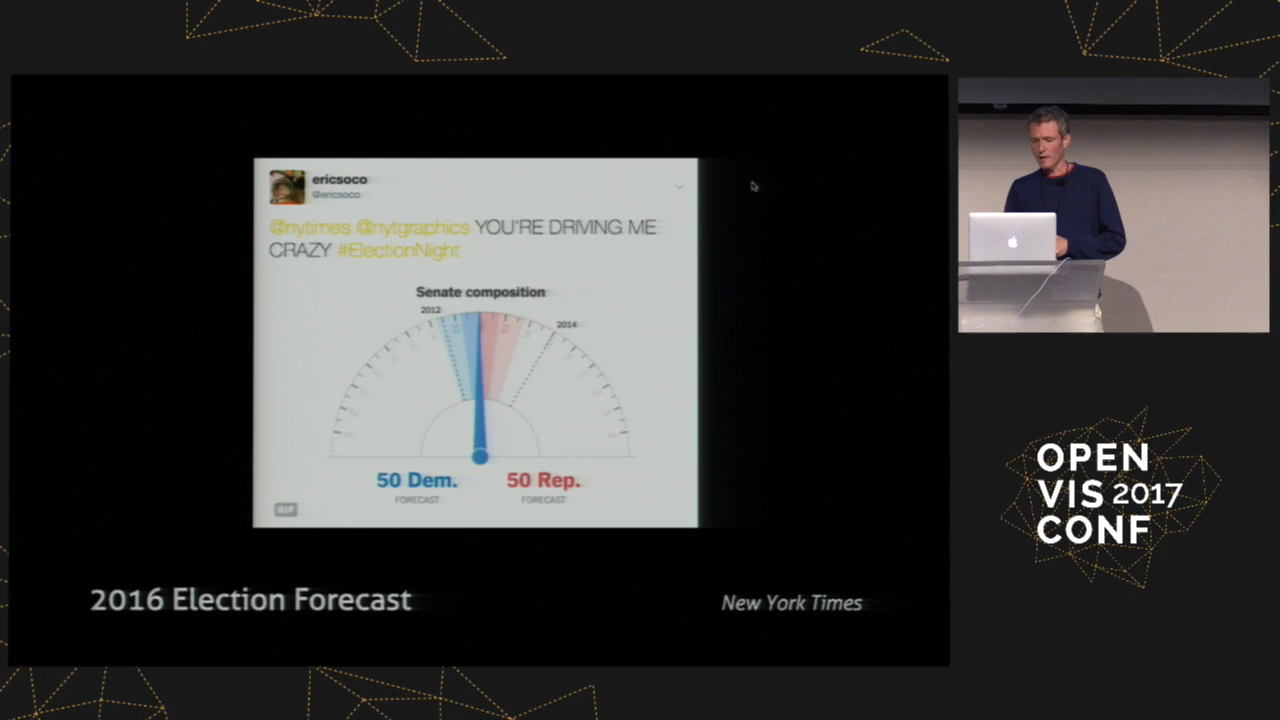 ericsoco
@ericsoco
@nytimes @nytgraphics YOU'RE DRIVING ME
CRAZY #ElectionNight
Senate composition
2012
2014
50 Dem.
50 Rep.
FORECAST
FORECAST
GIF
2016 Election Forecast
New York Times
OPEN
VIS 2017
CONF